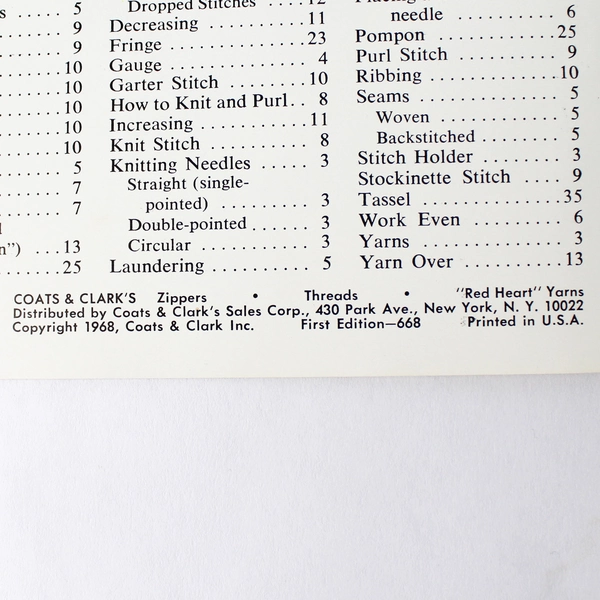 s ..... 5
9
9
....10
10
10
10
10
5
7
7
n") ...13
.....25
Dropped Stitches .....12
Decreasing ..........11
Fringe ..............23
Gauge .............. 4
Garter Stitch .........10
How to Knit and Purl.. 8
Increasing ...........11
Knit Stitch .......... 8
Knitting Needles ..... 3
Straight (single-
pointed) .......... 3
Double-pointed ...... 3
Circular ........... 3
Laundering .......... 5
needle ............ 6
Pompon .............25
Purl Stitch .......... 9
Ribbing .............10
Seams .............. 5
Woven ............ 5
Backstitched ....... 5
Stitch Holder ........ 3
Stockinette Stitch .... 9
Tassel ..............35
Work Even .......... 6
Yarns .............. 3
Yarn Over ...........13
COATS & CLARK'S Zippers • Threads • "Red Heart" Yarns
Distributed by Coats & Clark's Sales Corp., 430 Park Ave., New York, N. Y. 10022
Copyright 1968, Coats & Clark Inc. First Edition—668 Printed in U.S.A.